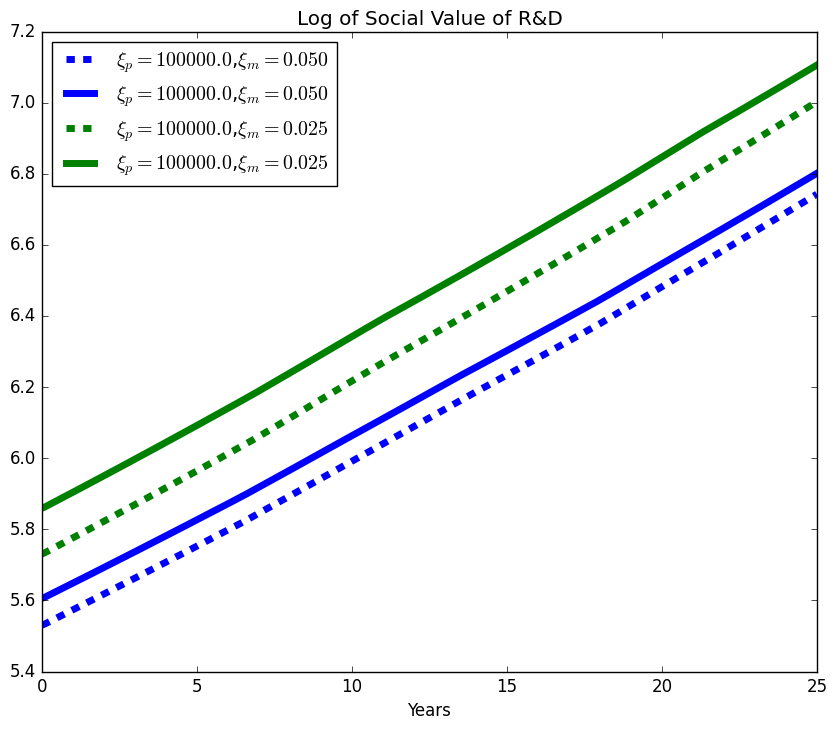 Log of Social Value of R&D
7.2
7.0
6.8
6.6
6.4
6.2
6.0
5.8
5.6
5.4
ξp = 100000.0,ξm = 0.050
ξp = 100000.0,ξm = 0.050
ξp = 100000.0,ξm = 0.025
ξp = 100000.0,ξm = 0.025
0 5 10 15 20 25
Years